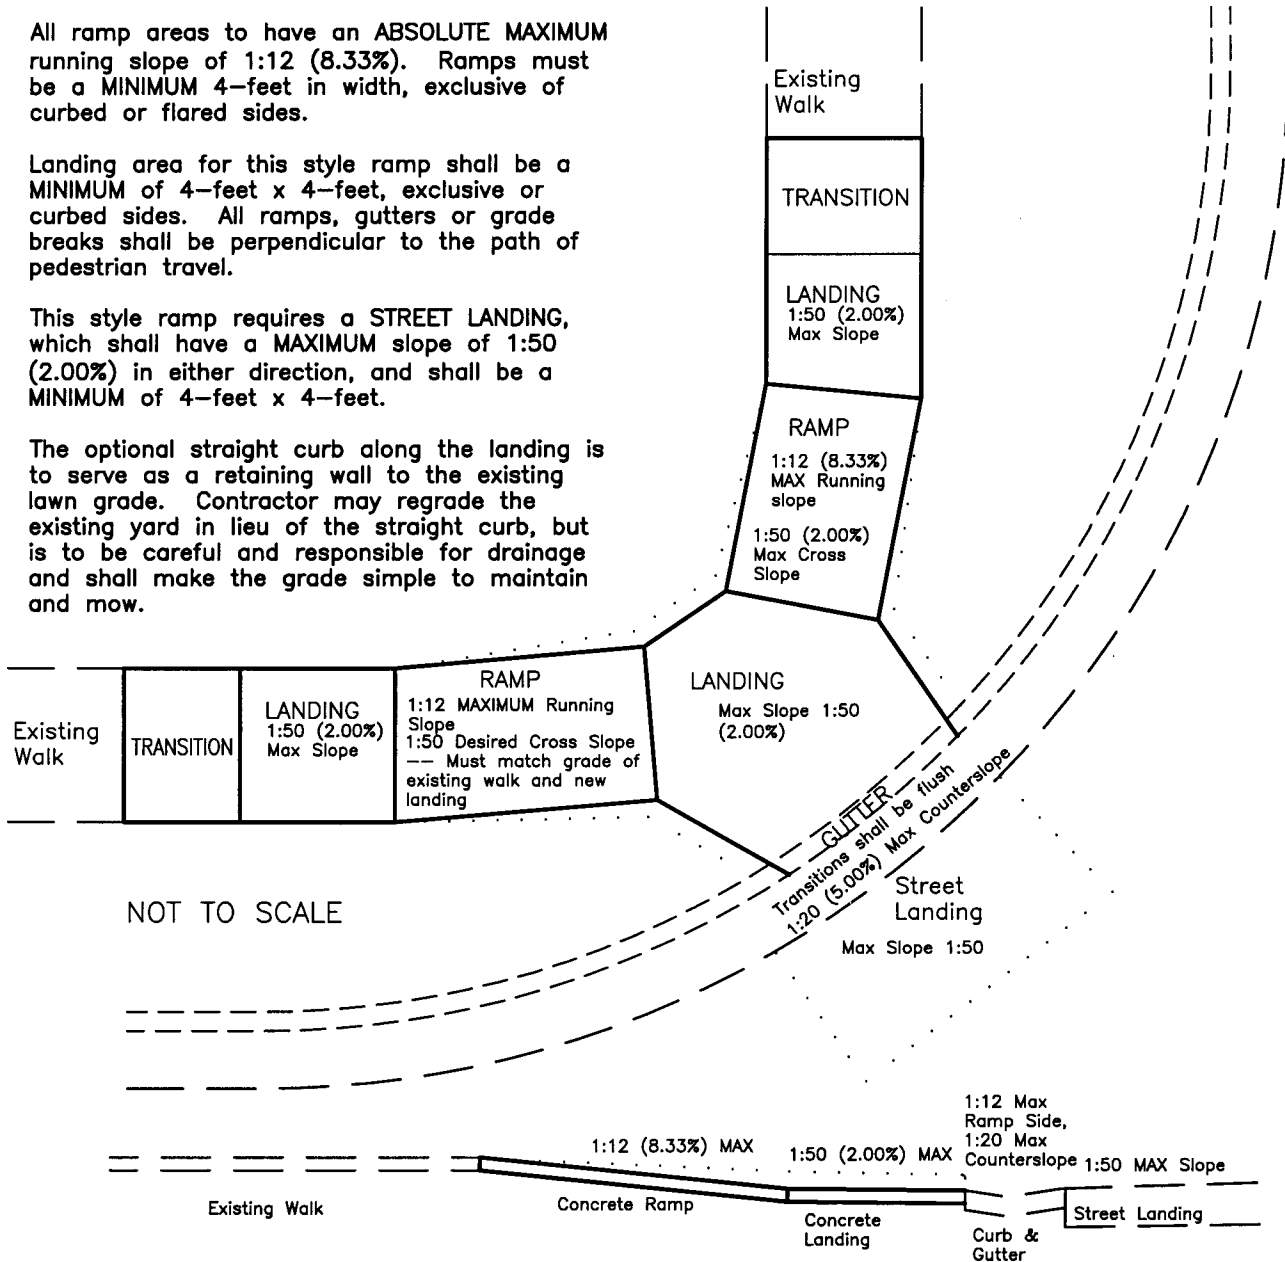 All ramp areas to have an ABSOLUTE MAXIMUM
running slope of 1:12 (8.33%). Ramps must
be a MINIMUM 4-feet in width, exclusive of
curbed or flared sides.
Landing area for this style ramp shall be a
MINIMUM of 4-feet x 4-feet, exclusive or
curbed sides. All ramps, gutters or grade
breaks shall be perpendicular to the path of
pedestrian travel.
This style ramp requires a STREET LANDING,
which shall have a MAXIMUM slope of 1:50
(2.00%) in either direction, and shall be a
MINIMUM of 4-feet x 4-feet.
The optional straight curb along the landing is
to serve as a retaining wall to the existing
lawn grade. Contractor may regrade the
existing yard in lieu of the straight curb, but
is to be careful and responsible for drainage
and shall make the grade simple to maintain
and mow.
Existing
Walk
TRANSITION
LANDING
1:50 (2.00%)
Max Slope
RAMP
1:12 (8.33%)
MAX Running
slope
1:50 (2.00%)
Max Cross
Slope
Existing
Walk
TRANSITION
LANDING
1:50 (2.00%)
Max Slope
RAMP
1:12 MAXIMUM Running
Slope
1:50 Desired Cross Slope
-- Must match grade of
existing walk and new
landing
LANDING
Max Slope 1:50
(2.00%)
GUTTER
Transitions shall be flush
1:20 (5.00%) Max Counterslope
Street
Landing
Max Slope 1:50
NOT TO SCALE
1:12 (8.33%) MAX
1:50 (2.00%) MAX
1:12 Max
Ramp Side,
1:20 Max
Counterslope
1:50 MAX Slope
Existing Walk
Concrete Ramp
Concrete
Landing
Curb &
Gutter
Street Landing